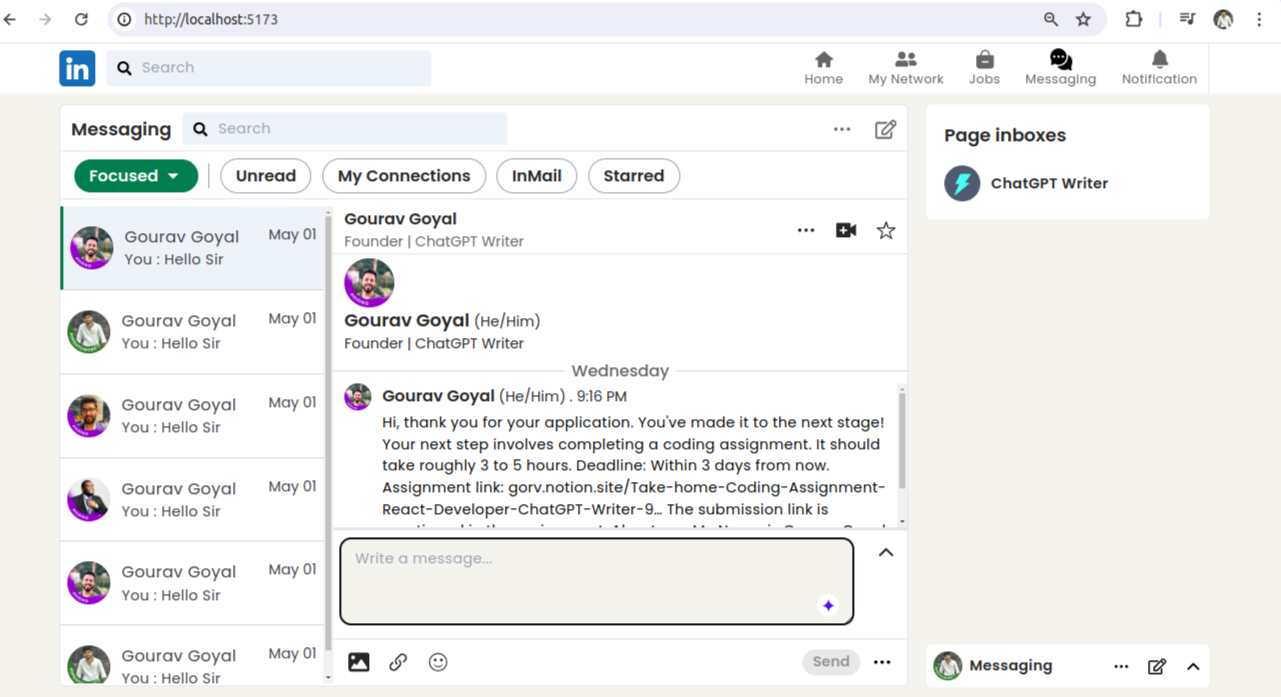 http://localhost:5173
in
Search
Home
My Network
Jobs
Messaging
Notification
Messaging
Search
Focused
Unread
My Connections
InMail
Starred
Gourav Goyal
May 01
You : Hello Sir
Gourav Goyal
May 01
You : Hello Sir
Gourav Goyal
May 01
You : Hello Sir
Gourav Goyal
May 01
You : Hello Sir
Gourav Goyal
May 01
You : Hello Sir
Gourav Goyal
May 01
You : Hello Sir
Gourav Goyal
Founder | ChatGPT Writer
Gourav Goyal (He/Him)
Founder | ChatGPT Writer
Wednesday
Gourav Goyal (He/Him) . 9:16 PM
Hi, thank you for your application. You've made it to the next stage!
Your next step involves completing a coding assignment. It should
take roughly 3 to 5 hours. Deadline: Within 3 days from now.
Assignment link: gorv.notion.site/Take-home-Coding-Assignment-
React-Developer-ChatGPT-Writer-9… The submission link is
Write a message...
Send
Page inboxes
ChatGPT Writer
Messaging